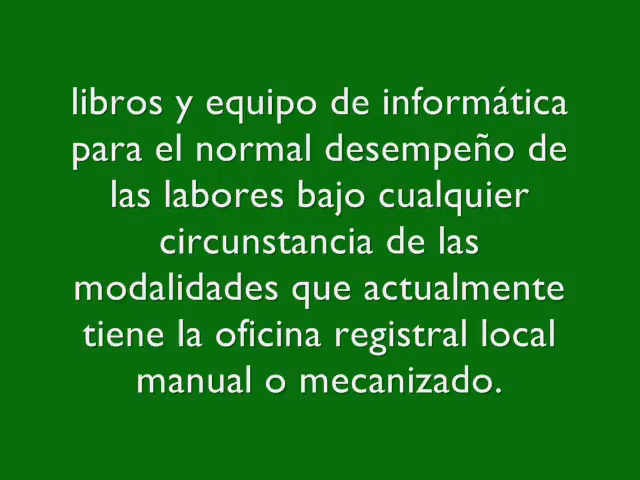 libros y equipo de informática
para el normal desempeño de
las labores bajo cualquier
circunstancia de las
modalidades que actualmente
tiene la oficina registral local
manual o mecanizado.